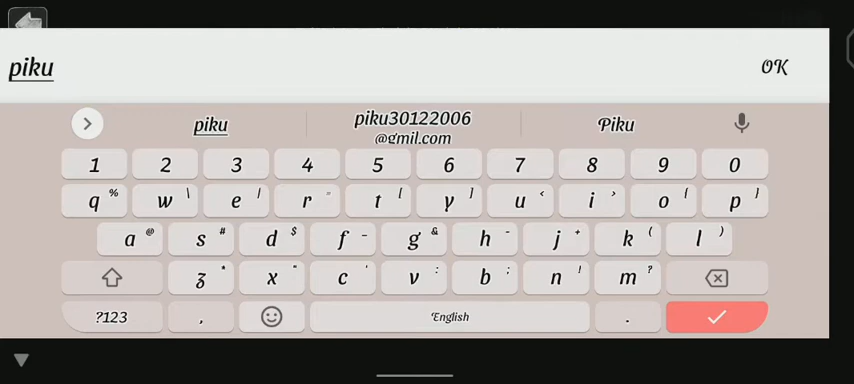 piku
OK
piku
piku30122006
@gmil.com
Piku
1 2 3 4 5 6 7 8 9 0
q % w \ e | r = t [ y ] u < i > o { p }
a @ s # d $ f _ g & h - j + k ( l )
z * x " c ' v : b ; n ! m ?
?123 , English .